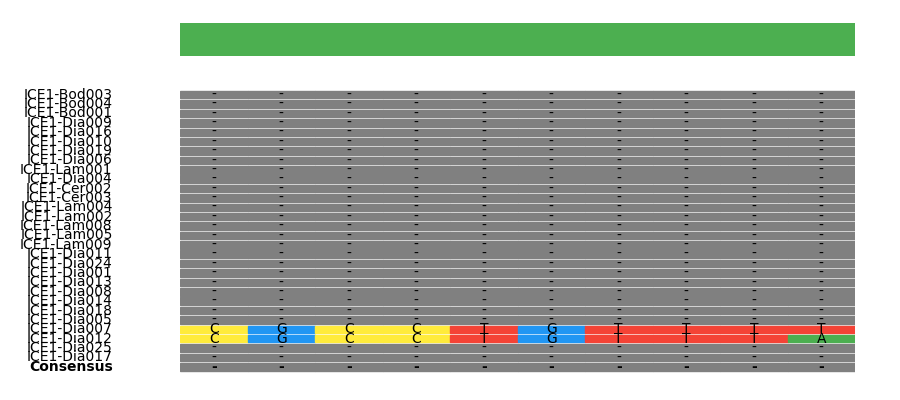 ICE1-Bod003 - - - - - - - - - -
ICE1-Bod004 - - - - - - - - - -
ICE1-Bod001 - - - - - - - - - -
ICE1-Dia009 - - - - - - - - - -
ICE1-Dia016 - - - - - - - - - -
ICE1-Dia010 - - - - - - - - - -
ICE1-Dia019 - - - - - - - - - -
ICE1-Dia006 - - - - - - - - - -
ICE1-Lam001 - - - - - - - - - -
ICE1-Dia004 - - - - - - - - - -
ICE1-Cer002 - - - - - - - - - -
ICE1-Cer003 - - - - - - - - - -
ICE1-Lam004 - - - - - - - - - -
ICE1-Lam002 - - - - - - - - - -
ICE1-Lam008 - - - - - - - - - -
ICE1-Lam005 - - - - - - - - - -
ICE1-Lam009 - - - - - - - - - -
ICE1-Dia011 - - - - - - - - - -
ICE1-Dia024 - - - - - - - - - -
ICE1-Dia001 - - - - - - - - - -
ICE1-Dia013 - - - - - - - - - -
ICE1-Dia008 - - - - - - - - - -
ICE1-Dia014 - - - - - - - - - -
ICE1-Dia018 - - - - - - - - - -
ICE1-Dia005 - - - - - - - - - -
ICE1-Dia007 C G C C T G T T T T
ICE1-Dia012 C G C C T G T T T A
ICE1-Dia025 - - - - - - - - - -
ICE1-Dia017 - - - - - - - - - -
Consensus - - - - - - - - - -